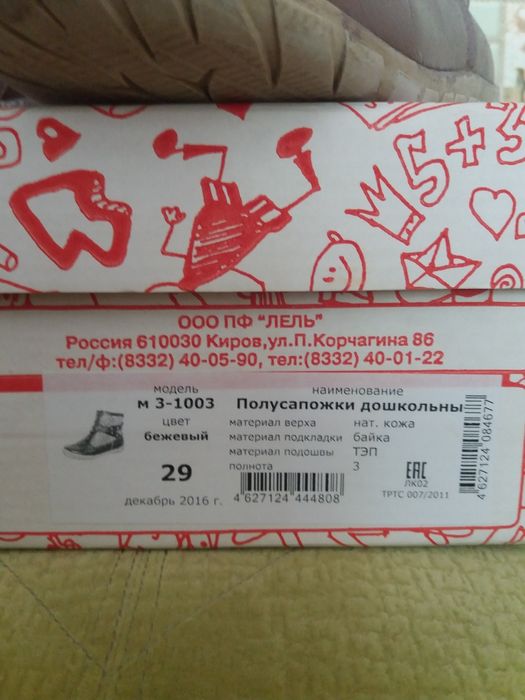 5+3
ООО ПФ "ЛЕЛЬ"
Россия 610030 Киров,ул.П.Корчагина 86
тел/ф:(8332) 40-05-90, тел:(8332) 40-01-22
модель наименование
м 3-1003 Полусапожки дошкольны
цвет материал верха нат. кожа
бежевый материал подкладки байка
материал подошвы ТЭП
29 полнота 3
ЕАС
ЛК02
декабрь 2016 г. 4 627124 444808 ТРТС 007/2011
4 627124 084677